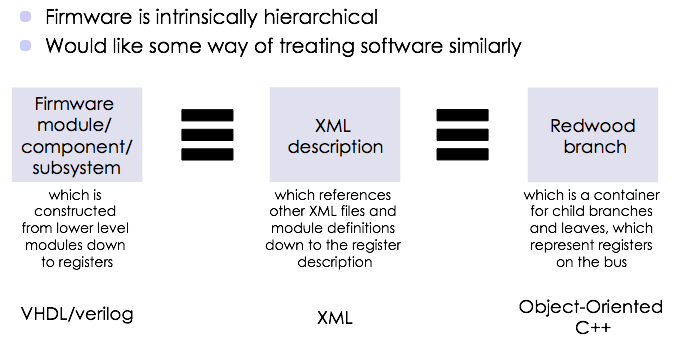 Firmware is intrinsically hierarchical
Would like some way of treating software similarly
Firmware
module/
component/
subsystem
XML
description
Redwood
branch
which is
constructed
from lower level
modules down
to registers
which references
other XML files and
module definitions
down to the register
description
which is a container
for child branches
and leaves, which
represent registers
on the bus
VHDL/verilog
XML
Object-Oriented
C++